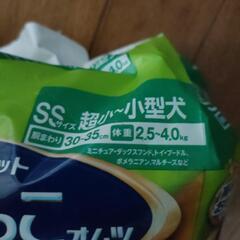 SSサイズ 超小~小型犬
胴まわり 30~35cm 体重 2.5~4.0kg
ミニチュア・ダックスフンド、トイ・プードル、
ポメラニアン、マルチーズなど
ット
オムツ